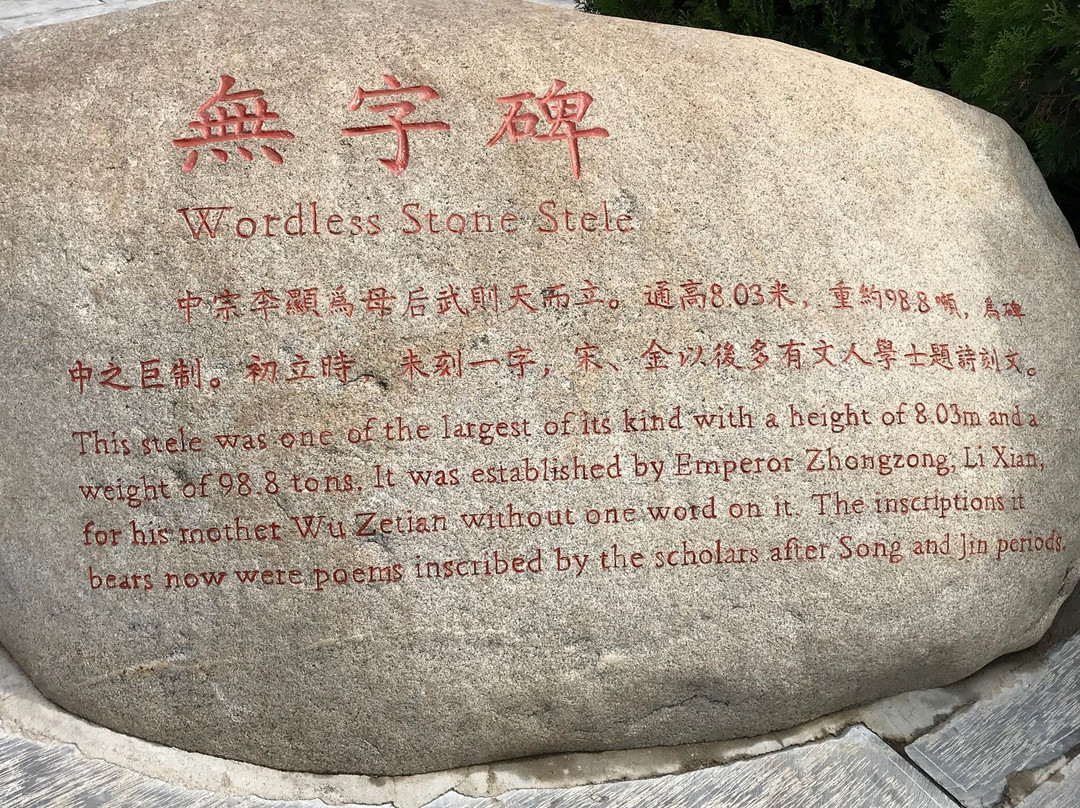 無字碑
Wordless Stone Stele
中宗李顯爲母后武則天而立。通高8.03米，重約98.8噸，爲碑
中之巨制。初立時，未刻一字，宋、金以後多有文人學士題詩刻文。
This stele was one of the largest of its kind with a height of 8.03m and a
weight of 98.8 tons. It was established by Emperor Zhongzong, Li Xian,
for his mother Wu Zetian without one word on it. The inscriptions it
bears now were poems inscribed by the scholars after Song and Jin periods.